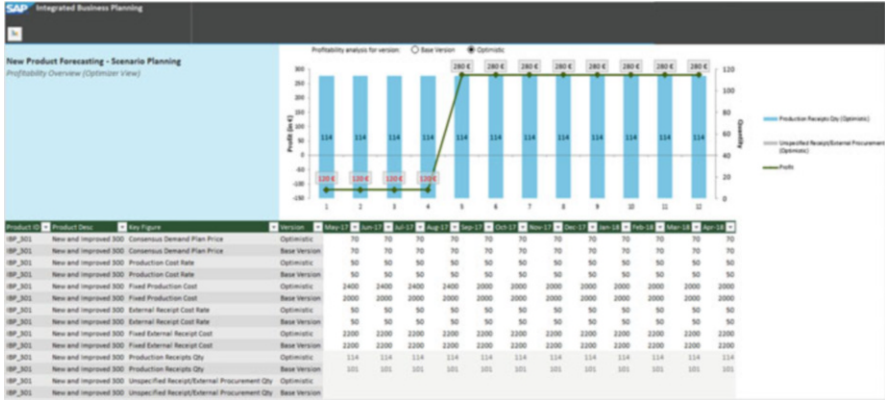 SAP Integrated Business Planning
New Product Forecasting - Scenario Planning
Profitability Overview (Optimizer View)
Profitability analysis for version: Base Version Optimistic
Profit (in €)
300
250
200
150
100
50
0
-50
-100
-150
120
100
80
60
40
20
0
Quantity
280 € 280 € 280 € 280 € 280 € 280 € 280 € 280 €
114 114 114 114 114 114 114 114 114 114 114 114
120 € 120 € 120 € 120 €
1 2 3 4 5 6 7 8 9 10 11 12
Production Receipts Qty (Optimistic)
Unspecified Receipt/External Procurement
(Optimistic)
Profit
Product ID Product Desc Key Figure Version May-17 Jun-17 Jul-17 Aug-17 Sep-17 Oct-17 Nov-17 Dec-17 Jan-18 Feb-18 Mar-18 Apr-18
IBP_301 New and improved 300 Consensus Demand Plan Price Optimistic 70 70 70 70 70 70 70 70 70 70 70 70
IBP_301 New and improved 300 Consensus Demand Plan Price Base Version 70 70 70 70 70 70 70 70 70 70 70 70
IBP_301 New and improved 300 Production Cost Rate Optimistic 50 50 50 50 50 50 50 50 50 50 50 50
IBP_301 New and improved 300 Production Cost Rate Base Version 50 50 50 50 50 50 50 50 50 50 50 50
IBP_301 New and improved 300 Fixed Production Cost Optimistic 2400 2400 2400 2400 2000 2000 2000 2000 2000 2000 2000 2000
IBP_301 New and improved 300 Fixed Production Cost Base Version 2000 2000 2000 2000 2000 2000 2000 2000 2000 2000 2000 2000
IBP_301 New and improved 300 External Receipt Cost Rate Optimistic 50 50 50 50 50 50 50 50 50 50 50 50
IBP_301 New and improved 300 External Receipt Cost Rate Base Version 50 50 50 50 50 50 50 50 50 50 50 50
IBP_301 New and improved 300 Fixed External Receipt Cost Optimistic 2200 2200 2200 2200 2200 2200 2200 2200 2200 2200 2200 2200
IBP_301 New and improved 300 Fixed External Receipt Cost Base Version 2200 2200 2200 2200 2200 2200 2200 2200 2200 2200 2200 2200
IBP_301 New and improved 300 Production Receipts Qty Optimistic 114 114 114 114 114 114 114 114 114 114 114 114
IBP_301 New and improved 300 Production Receipts Qty Base Version 101 101 101 101 101 101 101 101 101 101 101 101
IBP_301 New and improved 300 Unspecified Receipt/External Procurement Qty Optimistic
IBP_301 New and improved 300 Unspecified Receipt/External Procurement Qty Base Version